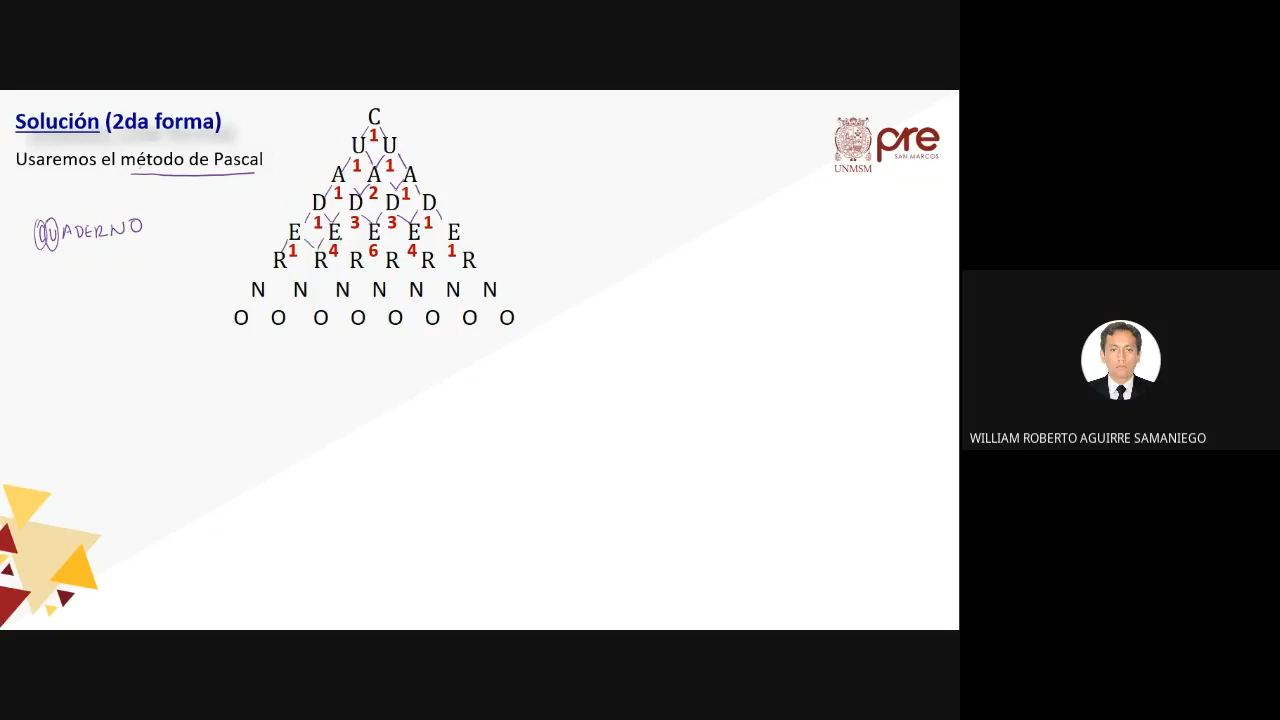 Solución (2da forma)
Usaremos el método de Pascal
CUADERNO
C
1
U U
1 1
A A A
1 2 1
D D D D
1 3 3 1
E E E E E
1 4 6 4 1
R R R R R R
N N N N N N N
O O O O O O O O
pre
SAN MARCOS
UNMSM
WILLIAM ROBERTO AGUIRRE SAMANIEGO